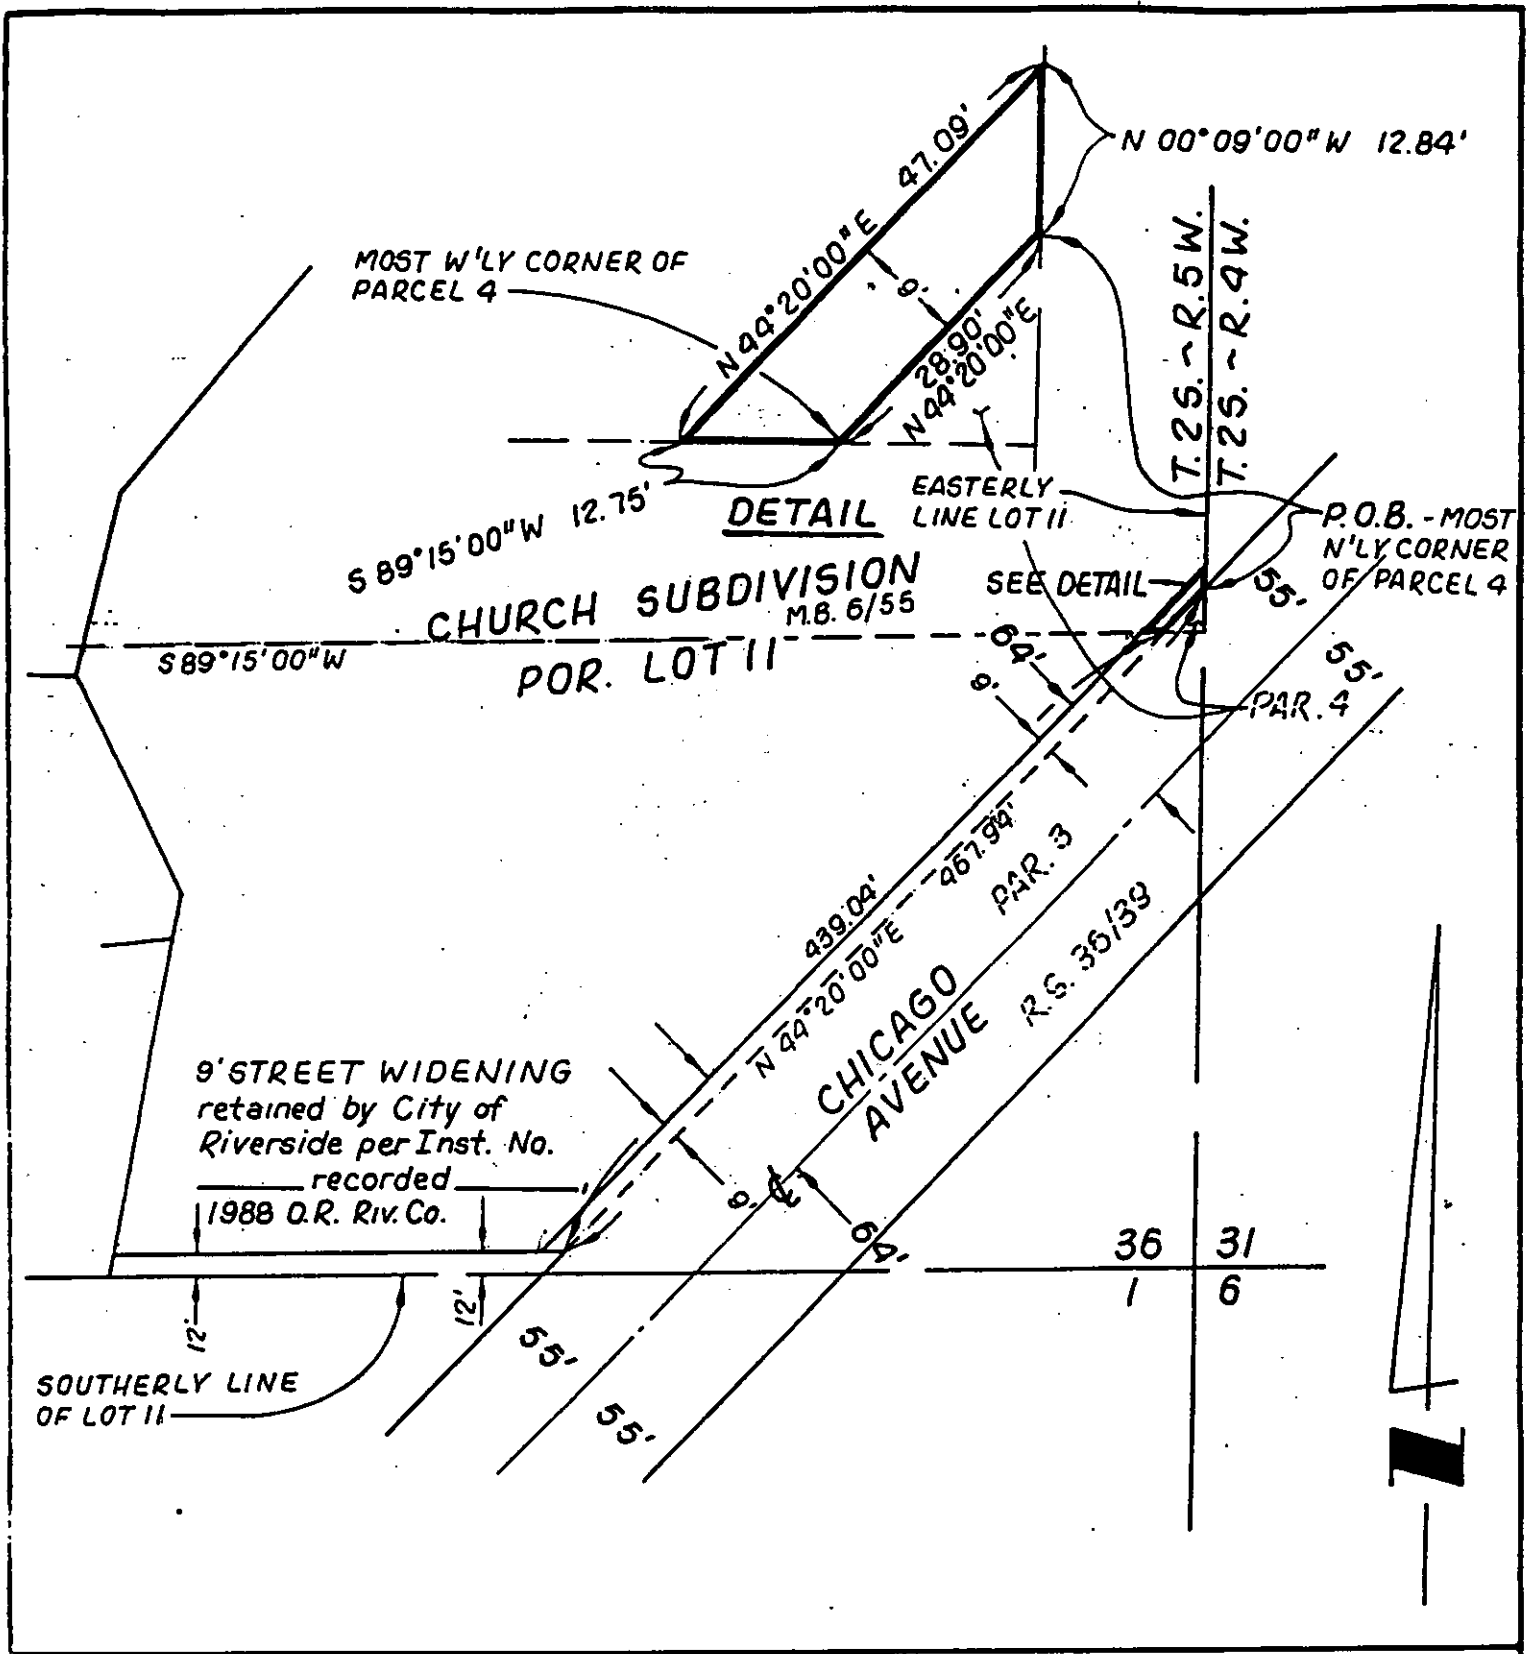 47.09'
N 00°09'00" W 12.84'
MOST W'LY CORNER OF
PARCEL 4
N 44°20'00" E
9'
28.90'
N 44°20'00" E
T.2S. ~ R.5W.
T.2S. ~ R.4W.
S 89°15'00" W 12.75'
DETAIL
EASTERLY
LINE LOT 11
P.O.B. - MOST
N'LY CORNER
OF PARCEL 4
CHURCH SUBDIVISION
M.B. 6/55
SEE DETAIL
55'
S 89°15'00" W
POR. LOT 11
64'
9'
55'
PAR. 4
439.04'
467.94'
N 44°20'00" E
PAR. 3
R.S. 36/39
CHICAGO
AVENUE
9' STREET WIDENING
retained by City of
Riverside per Inst. No.
recorded
1988 O.R. Riv. Co.
9'
℄
64'
36 31
1 6
12'
12'
55'
55'
SOUTHERLY LINE
OF LOT 11